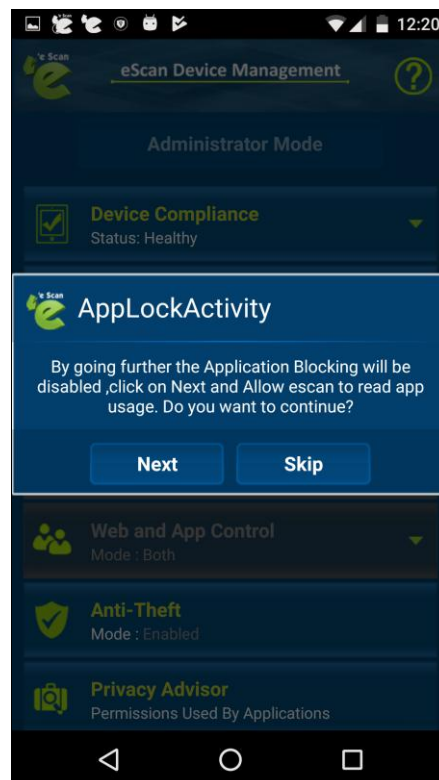 12:20
e Scan
eScan Device Management
?
Administrator Mode
Device Compliance
Status: Healthy
e Scan
AppLockActivity
By going further the Application Blocking will be
disabled ,click on Next and Allow escan to read app
usage. Do you want to continue?
Next Skip
Web and App Control
Mode : Both
Anti-Theft
Mode : Enabled
Privacy Advisor
Permissions Used By Applications